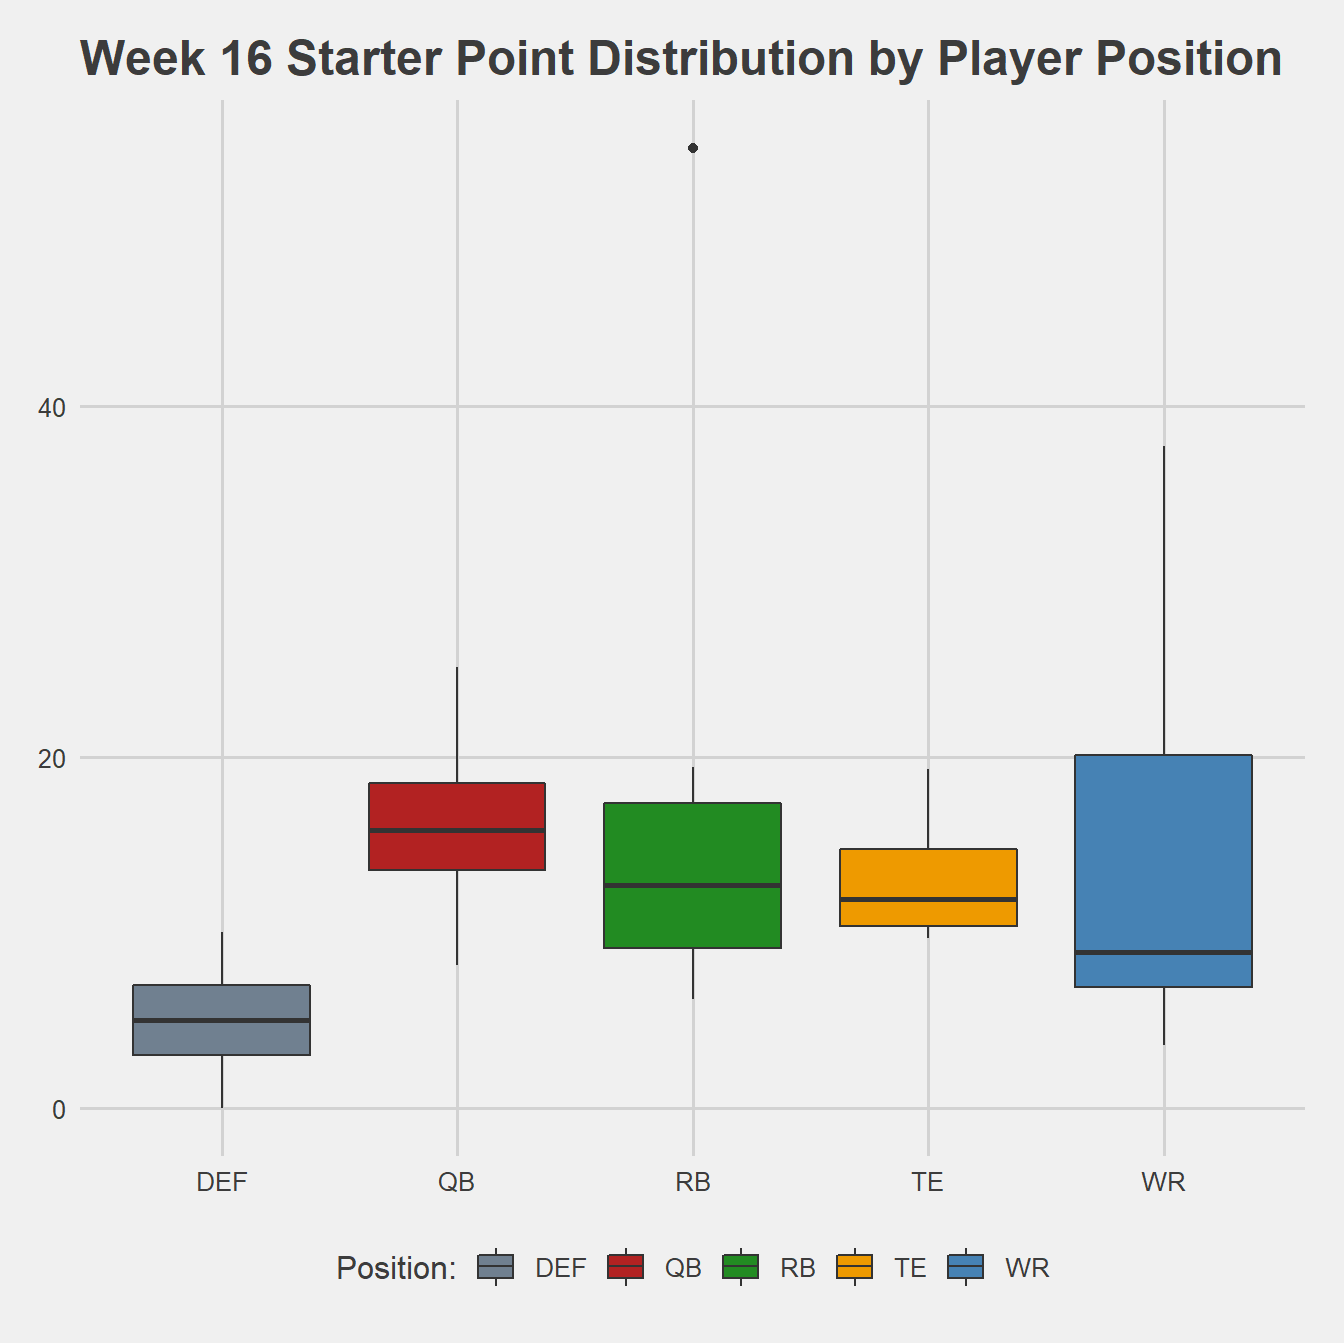 Week 16 Starter Point Distribution by Player Position
40
20
0
DEF QB RB TE WR
Position: DEF QB RB TE WR